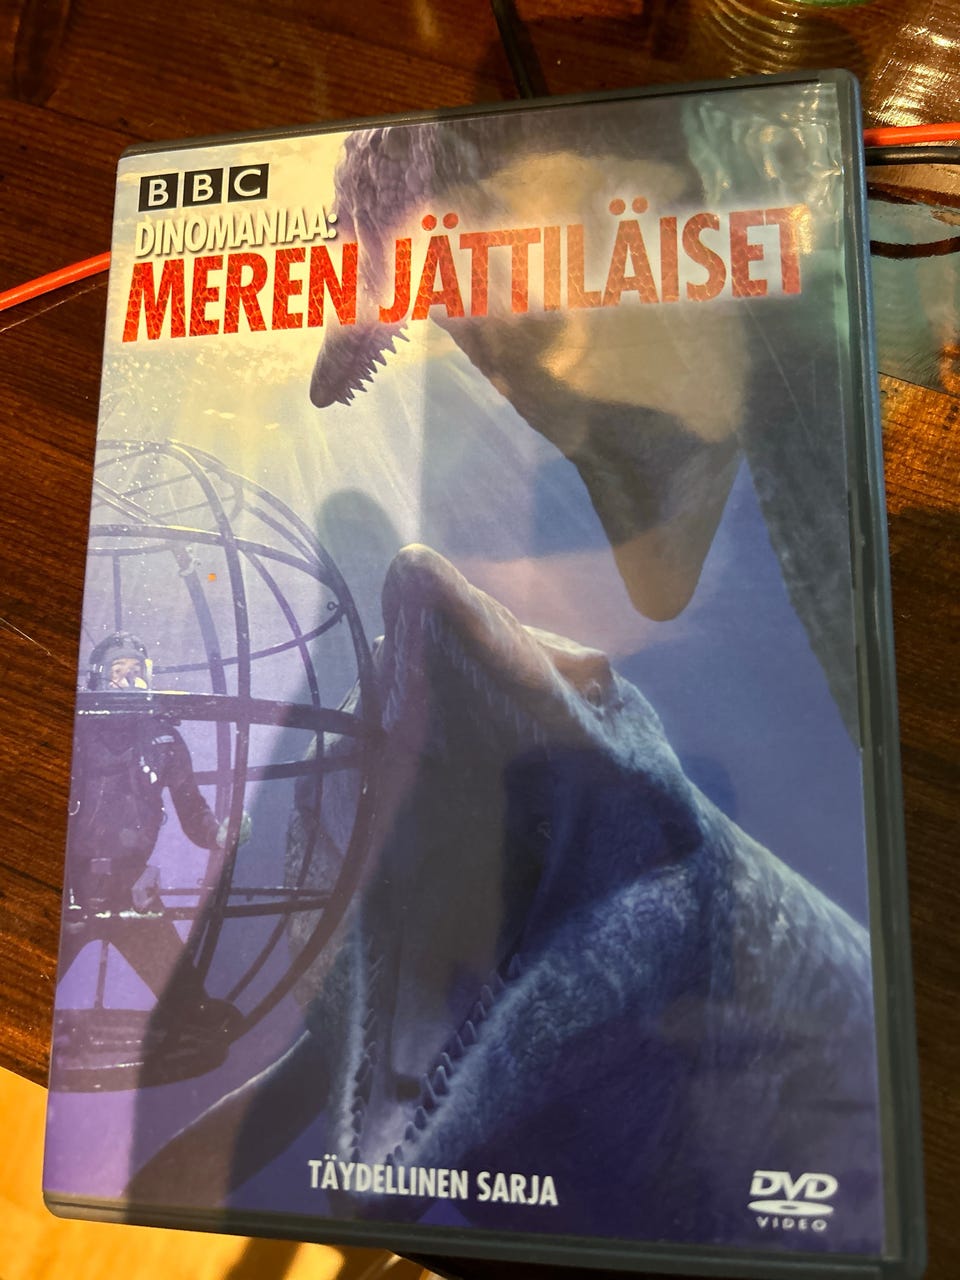 BBC
DINOMANIAA:
MEREN JÄTTILÄISET
TÄYDELLINEN SARJA
DVD
VIDEO